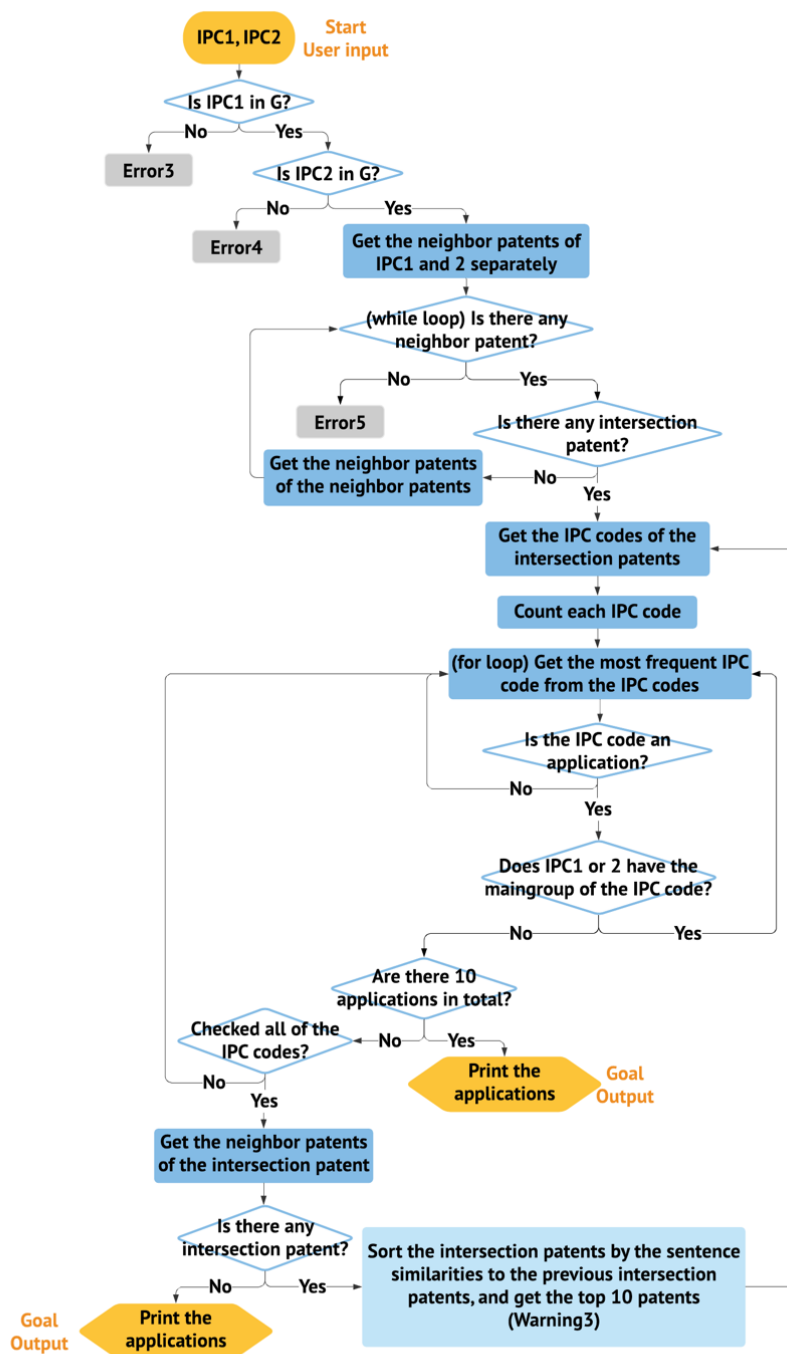 IPC1, IPC2
Start
User input
Is IPC1 in G?
No
Yes
Error3
Is IPC2 in G?
No
Yes
Error4
Get the neighbor patents of
IPC1 and 2 separately
(while loop) Is there any
neighbor patent?
No
Yes
Error5
Is there any intersection
patent?
Get the neighbor patents
of the neighbor patents
No
Yes
Get the IPC codes of the
intersection patents
Count each IPC code
(for loop) Get the most frequent IPC
code from the IPC codes
Is the IPC code an
application?
No
Yes
Does IPC1 or 2 have the
maingroup of the IPC code?
No
Yes
Are there 10
applications in total?
Checked all of the
IPC codes?
No
Yes
Print the
applications
Goal
Output
No
Yes
Get the neighbor patents
of the intersection patent
Is there any
intersection patent?
No
Yes
Sort the intersection patents by the sentence
similarities to the previous intersection
patents, and get the top 10 patents
(Warning3)
Goal
Output
Print the
applications